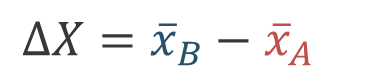 ΔX = x̄_B − x̄_A